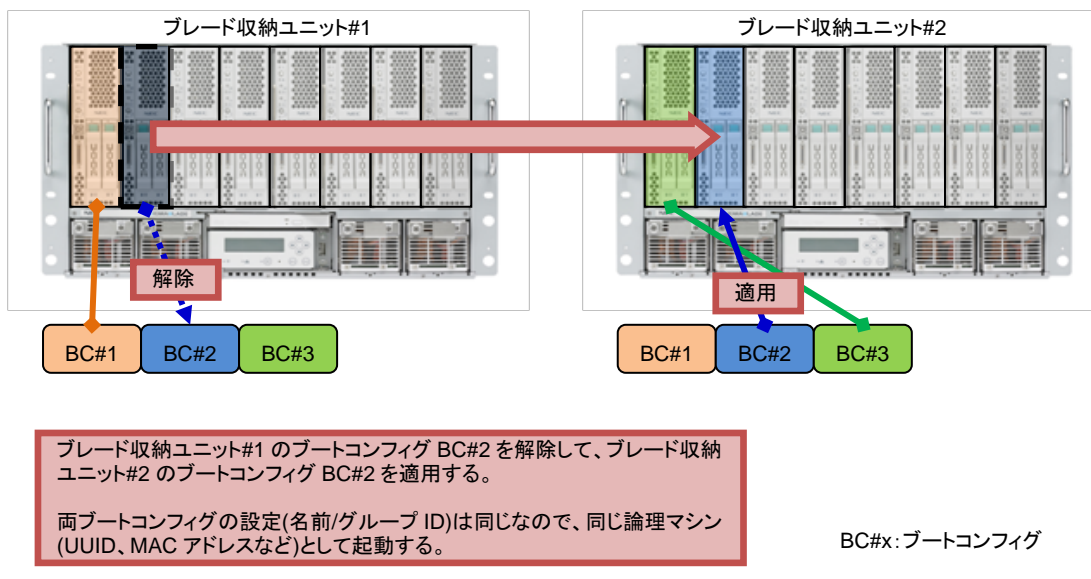 ブレード収納ユニット#1
ブレード収納ユニット#2
解除
適用
BC#1
BC#2
BC#3
BC#1
BC#2
BC#3
ブレード収納ユニット#1 のブートコンフィグ BC#2 を解除して、ブレード収納
ユニット#2 のブートコンフィグ BC#2 を適用する。
両ブートコンフィグの設定(名前/グループ ID)は同じなので、同じ論理マシン
(UUID、MAC アドレスなど)として起動する。
BC#x:ブートコンフィグ